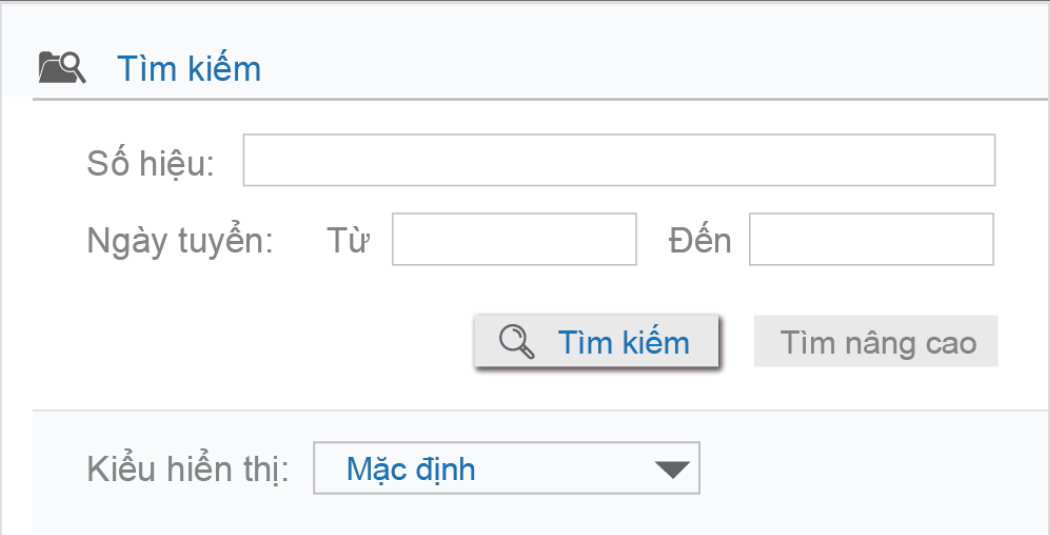 Tìm kiếm
Số hiệu:
Ngày tuyển: Từ Đến
Tìm kiếm Tìm nâng cao
Kiểu hiển thị: Mặc định